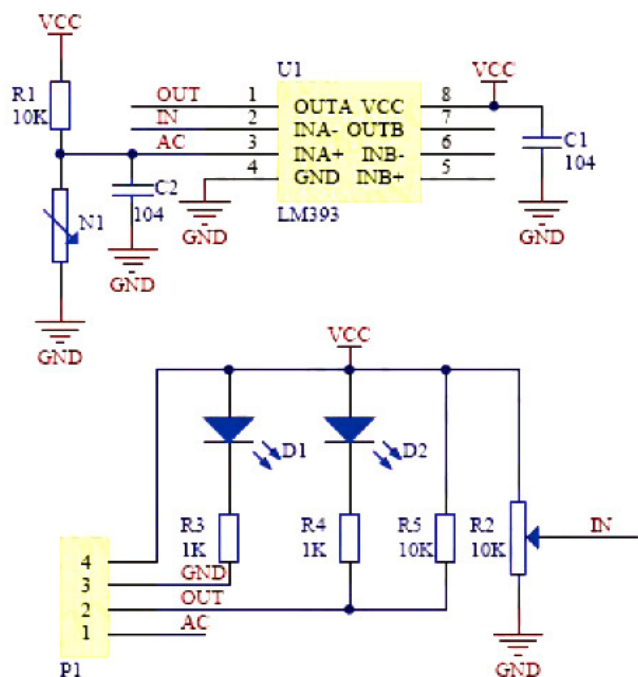 VCC
R1
10K
N1
GND
C2
104
GND
OUT
IN
AC
1
2
3
4
GND
U1
OUTA VCC
INA- OUTB
INA+ INB-
GND INB+
LM393
8
7
6
5
VCC
C1
104
GND
VCC
D1
D2
R3
1K
R4
1K
R5
10K
R2
10K
IN
GND
4
3
2
1
GND
OUT
AC
P1